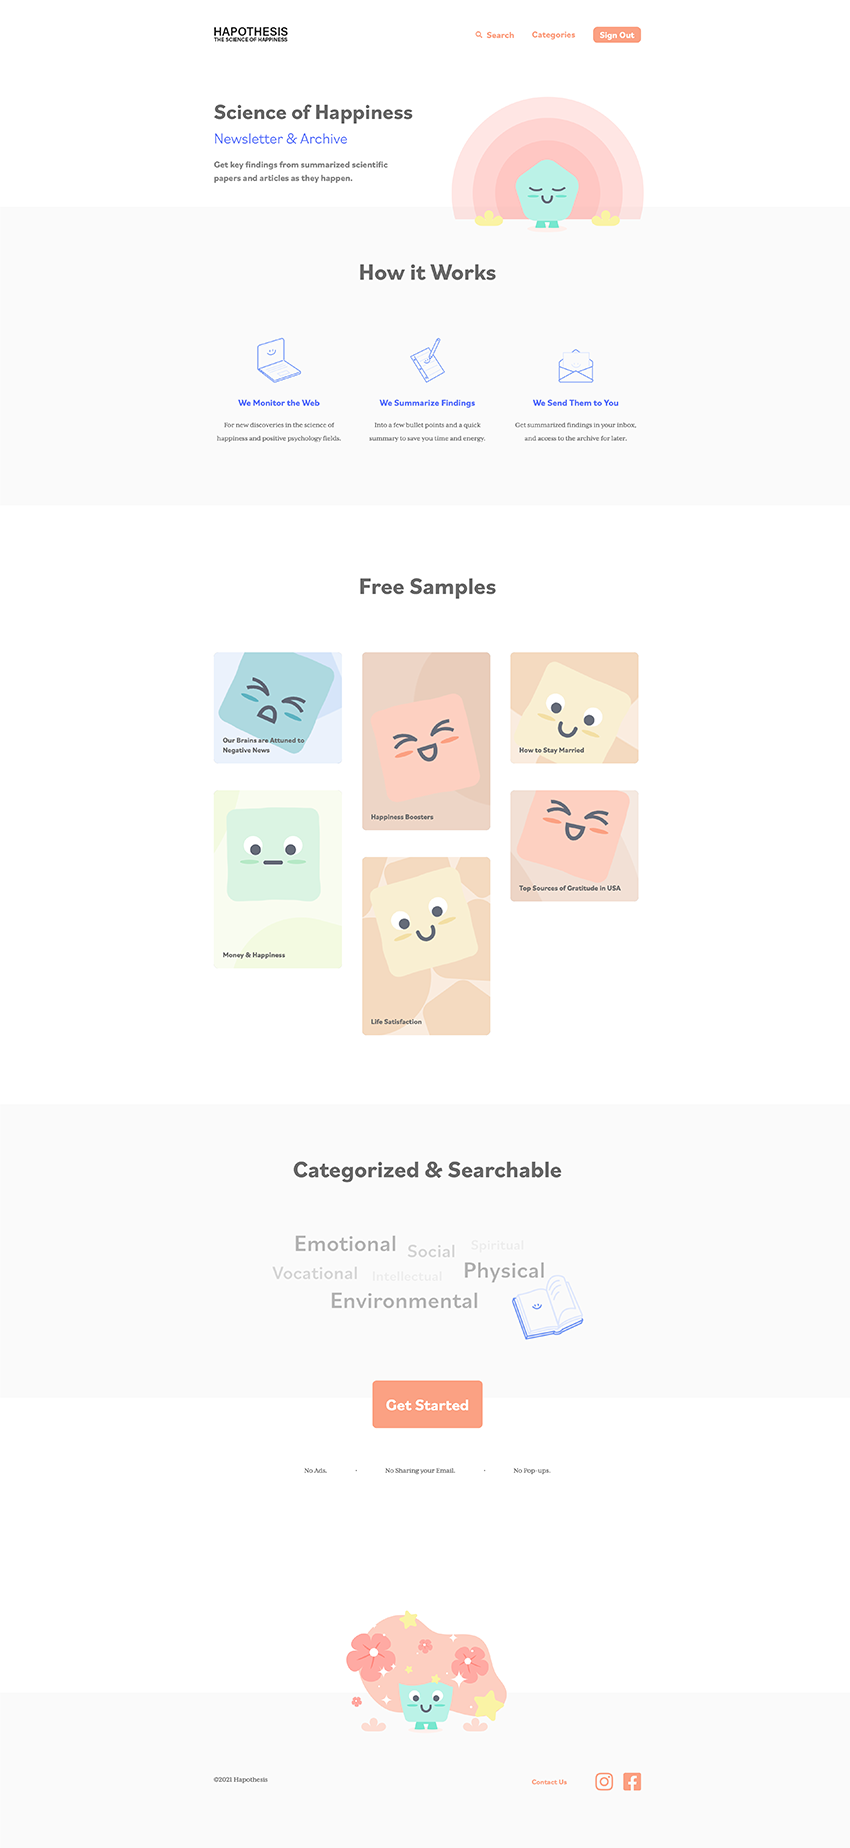 HAPOTHESIS
THE SCIENCE OF HAPPINESS
Search
Categories
Sign Out
Science of Happiness
Newsletter & Archive
Get key findings from summarized scientific
papers and articles as they happen.
How it Works
We Monitor the Web
For new discoveries in the science of
happiness and positive psychology fields.
We Summarize Findings
Into a few bullet points and a quick
summary to save you time and energy.
We Send Them to You
Get summarized findings in your inbox,
and access to the archive for later.
Free Samples
Our Brains are Attuned to
Negative News
Happiness Boosters
How to Stay Married
Money & Happiness
Life Satisfaction
Top Sources of Gratitude in USA
Categorized & Searchable
Emotional
Social
Spiritual
Vocational
Intellectual
Physical
Environmental
Get Started
No Ads.
•
No Sharing your Email.
•
No Pop-ups.
©2021 Hapothesis
Contact Us